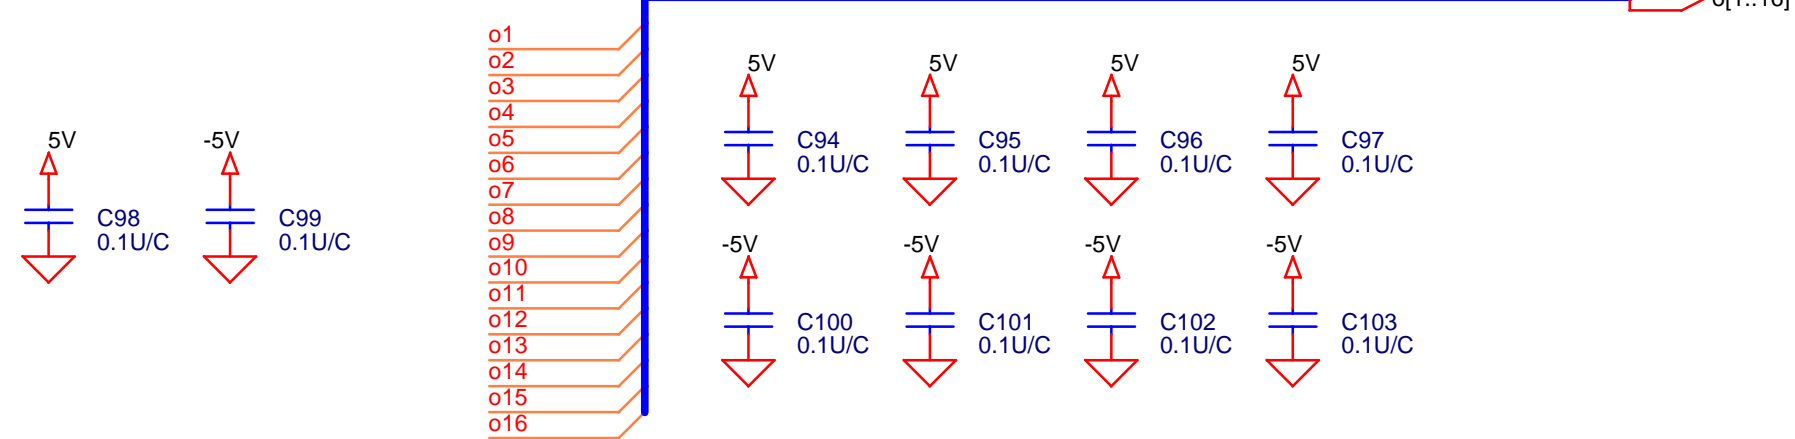 o[1..16]
o1
o2
o3
o4
o5
o6
o7
o8
o9
o10
o11
o12
o13
o14
o15
o16
5V
5V
5V
5V
C94
0.1U/C
C95
0.1U/C
C96
0.1U/C
C97
0.1U/C
5V
-5V
C98
0.1U/C
C99
0.1U/C
-5V
-5V
-5V
-5V
C100
0.1U/C
C101
0.1U/C
C102
0.1U/C
C103
0.1U/C